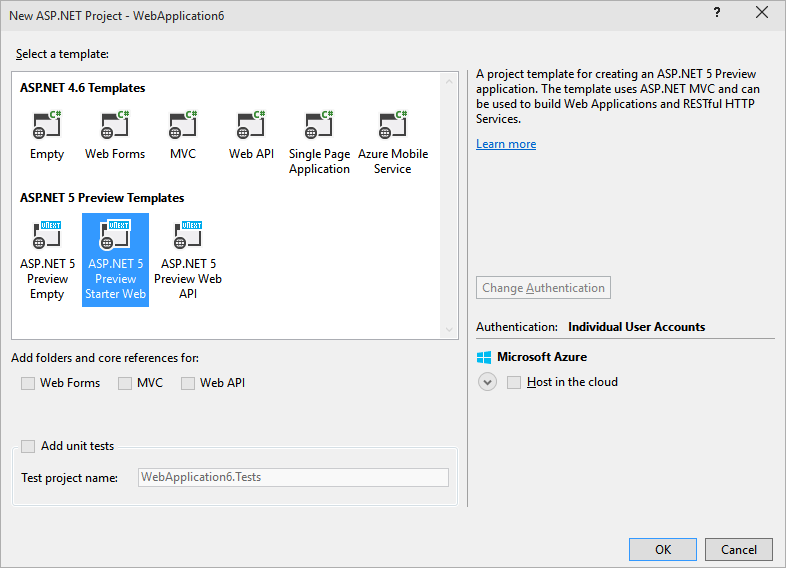 New ASP.NET Project - WebApplication6
?
Select a template:
ASP.NET 4.6 Templates
C# C# C# C# C# C#
Empty Web Forms MVC Web API Single Page Application Azure Mobile Service
ASP.NET 5 Preview Templates
VNEXT VNEXT VNEXT
ASP.NET 5 Preview Empty ASP.NET 5 Preview Starter Web ASP.NET 5 Preview Web API
Add folders and core references for:
Web Forms MVC Web API
Add unit tests
Test project name: WebApplication6.Tests
A project template for creating an ASP.NET 5 Preview
application. The template uses ASP.NET MVC and can
be used to build Web Applications and RESTful HTTP
Services.
Learn more
Change Authentication
Authentication: Individual User Accounts
Microsoft Azure
Host in the cloud
OK Cancel